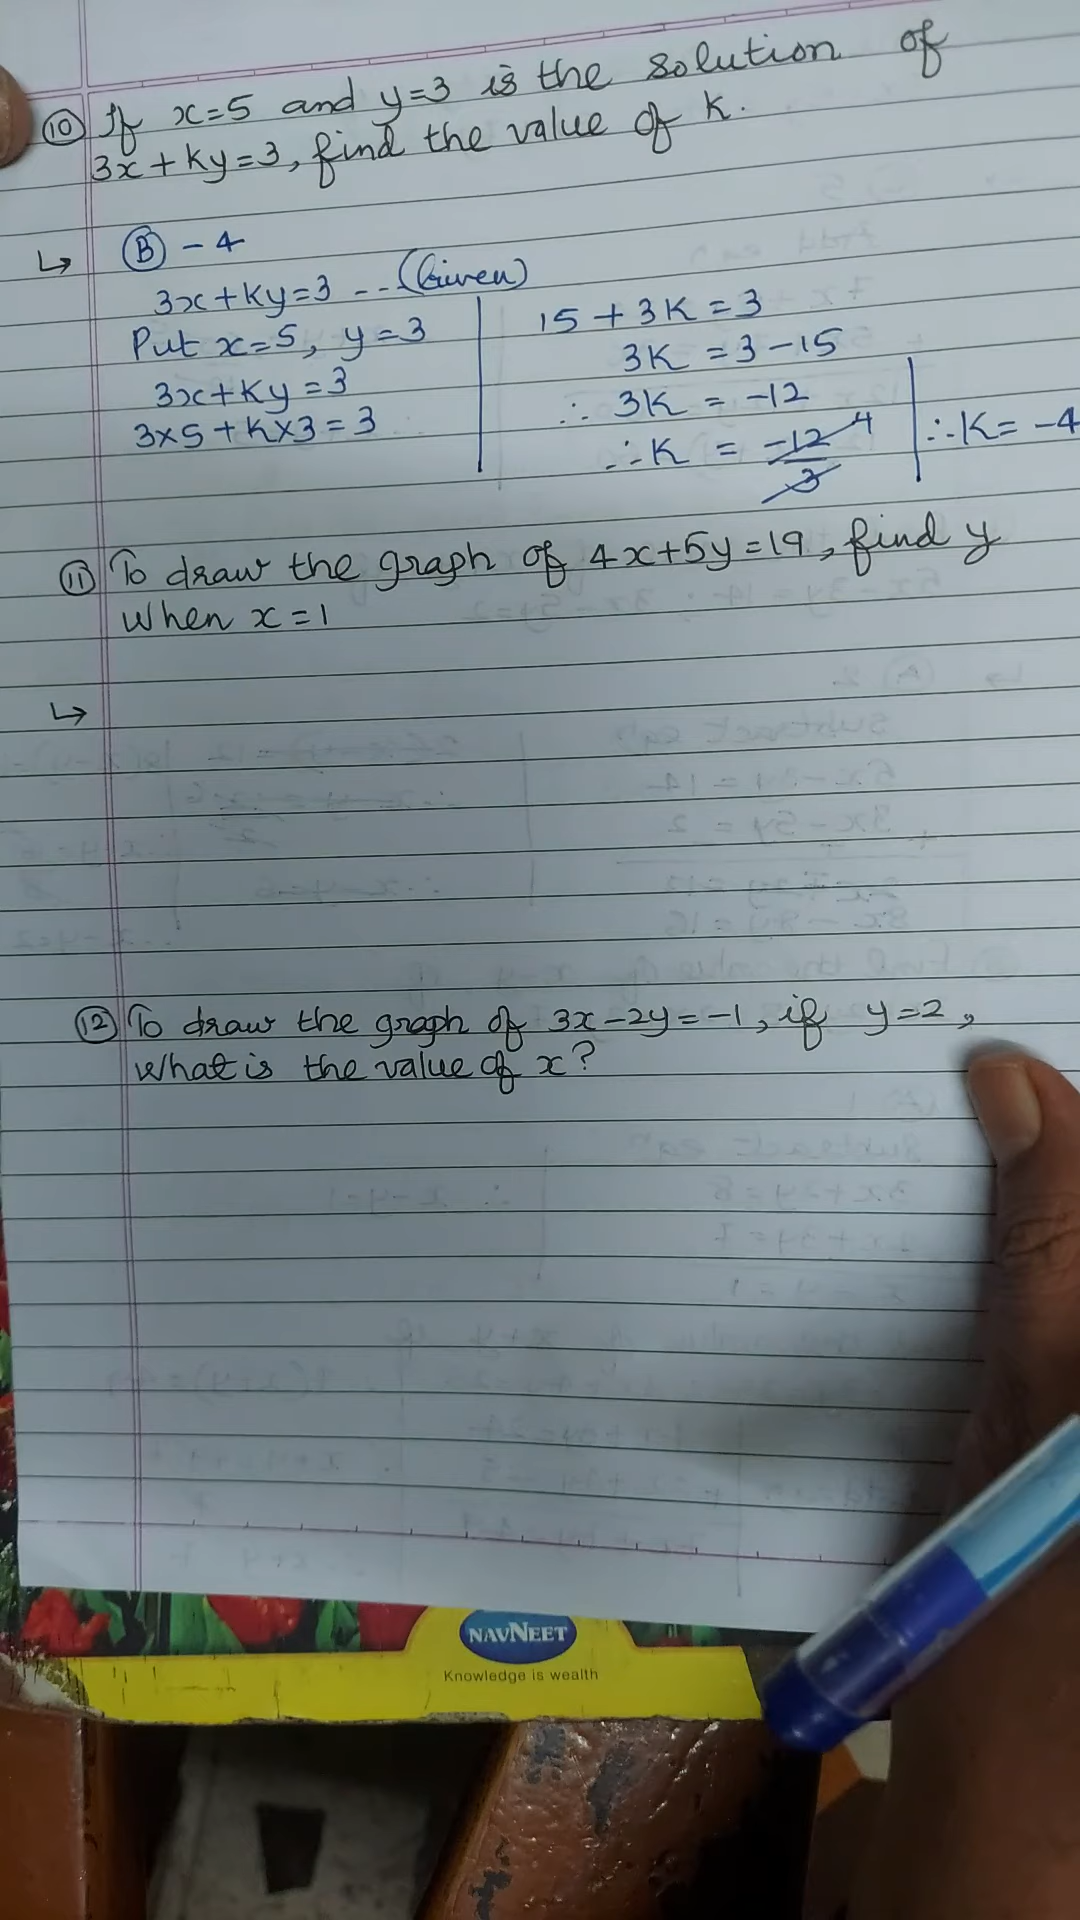 ⑩ If x=5 and y=3 is the solution of
3x+ky=3, find the value of k.
↳ Ⓑ -4
3x+ky=3 --- (Given)
Put x=5, y=3
3x+ky=3
3×5+k×3=3
15+3k=3
3k=3-15
∴ 3k=-12
∴k = -12 4
3
∴k=-4
⑪ To draw the graph of 4x+5y=19, find y
when x=1
↳
⑫ To draw the graph of 3x-2y=-1, if y=2,
What is the value of x?
NAVNEET
Knowledge is wealth